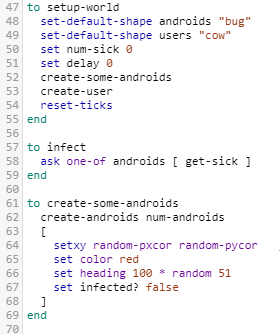 47 to setup-world
48 set-default-shape androids "bug"
49 set-default-shape users "cow"
50 set num-sick 0
51 set delay 0
52 create-some-androids
53 create-user
54 reset-ticks
55 end
56
57 to infect
58 ask one-of androids [ get-sick ]
59 end
60
61 to create-some-androids
62 create-androids num-androids
63 [
64 setxy random-pxcor random-pycor
65 set color red
66 set heading 100 * random 51
67 set infected? false
68 ]
69 end
70